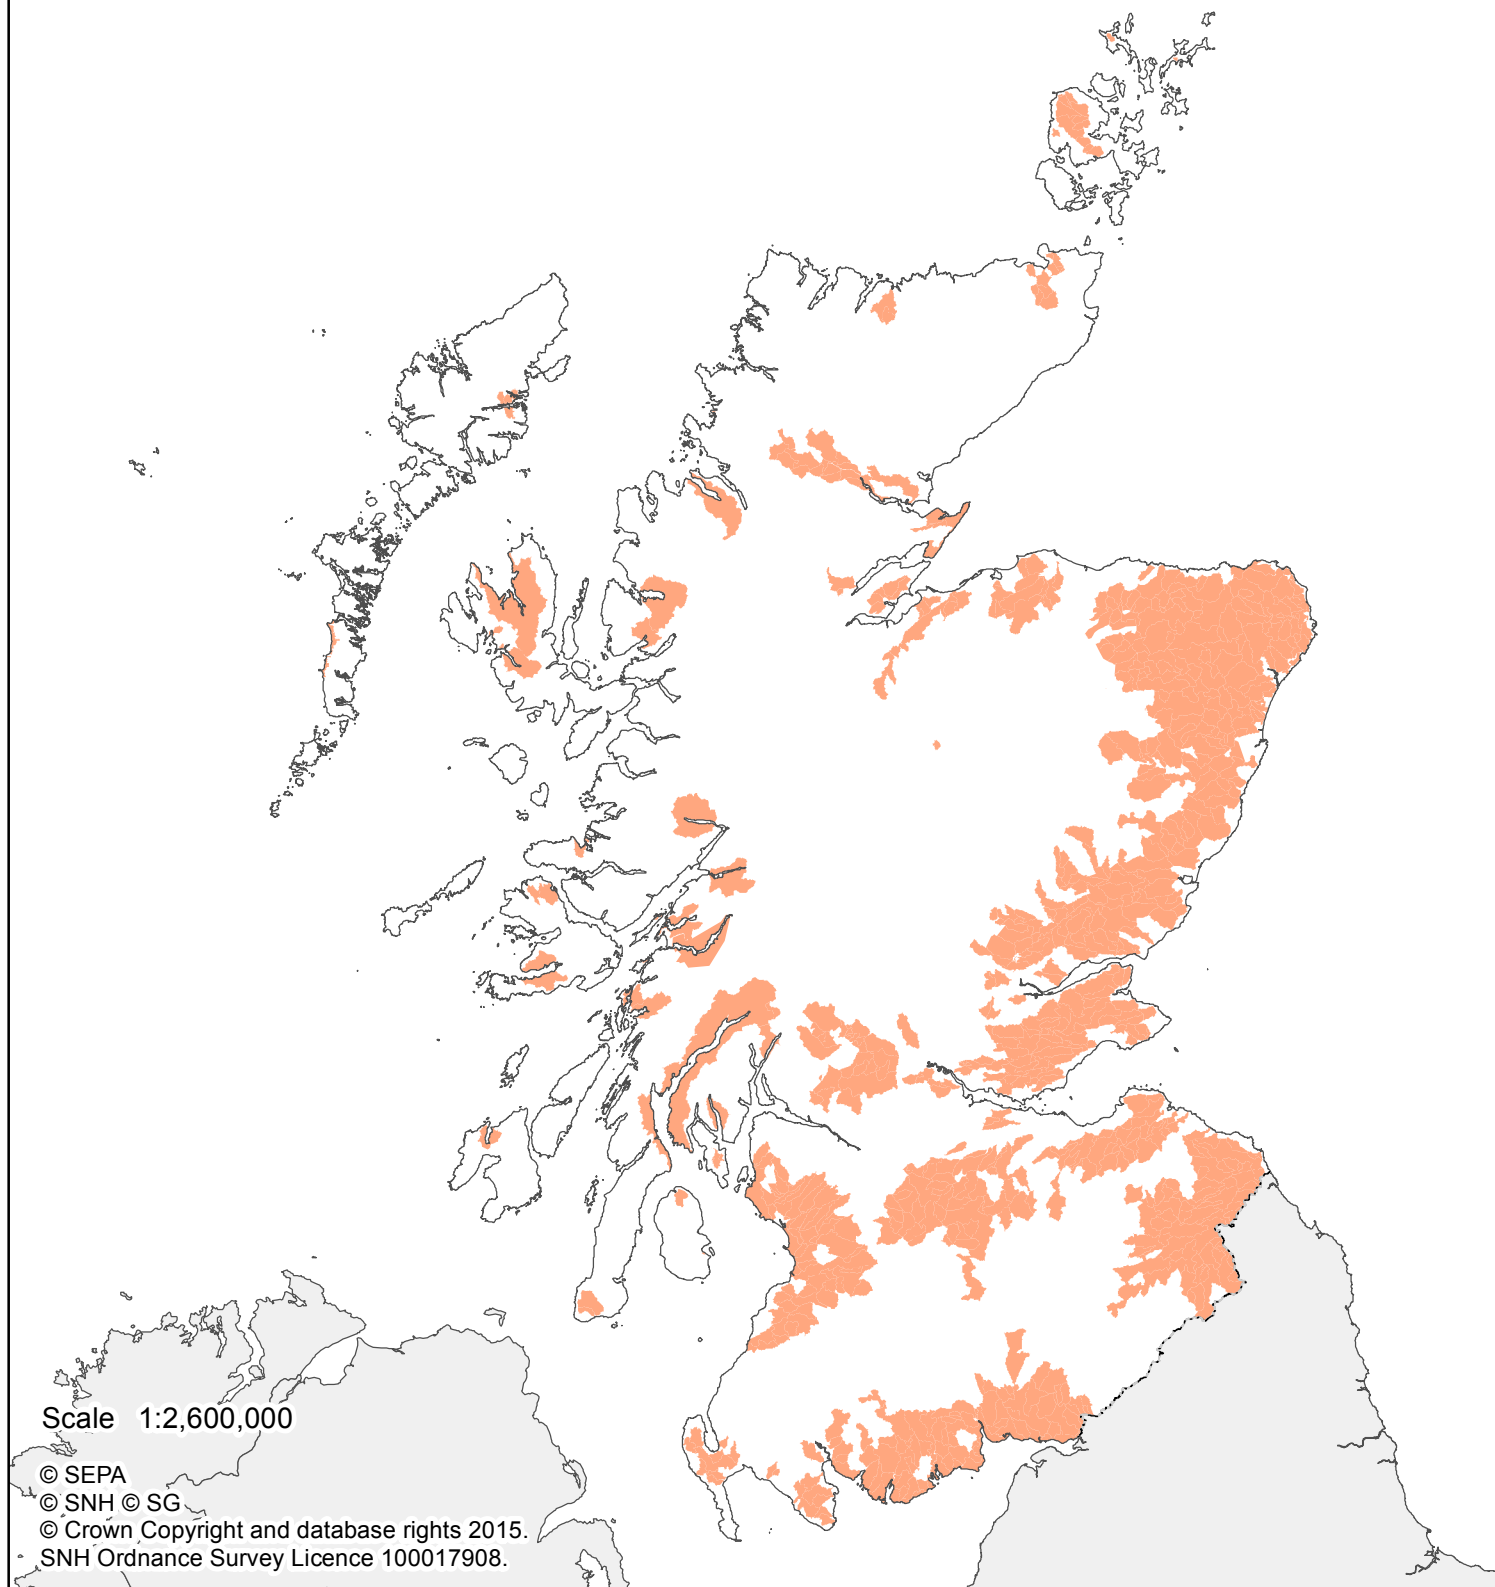 Scale 1:2,600,000
© SEPA
© SNH © SG
© Crown Copyright and database rights 2015.
SNH Ordnance Survey Licence 100017908.